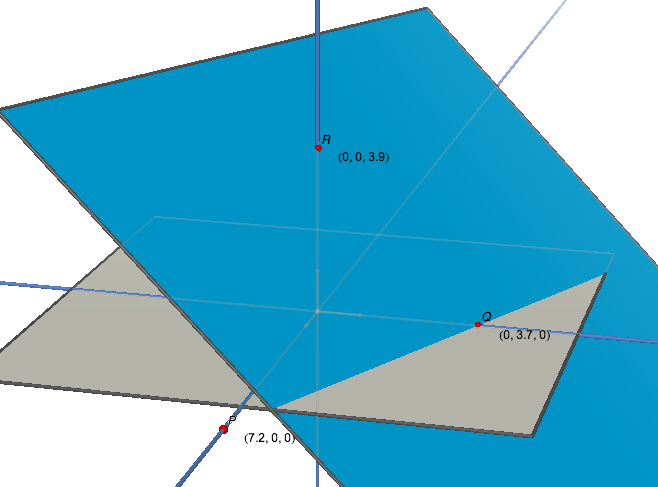 R
(0, 0, 3.9)
Q
(0, 3.7, 0)
P
(7.2, 0, 0)